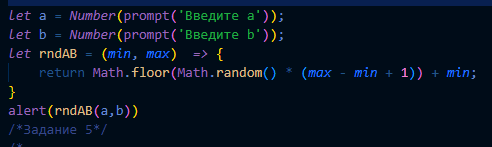 let a = Number(prompt('Введите a'));
let b = Number(prompt('Введите b'));
let rndAB = (min, max)  => {
    return Math.floor(Math.random() * (max - min + 1)) + min;
}
alert(rndAB(a,b))
/*Задание 5*/
/*